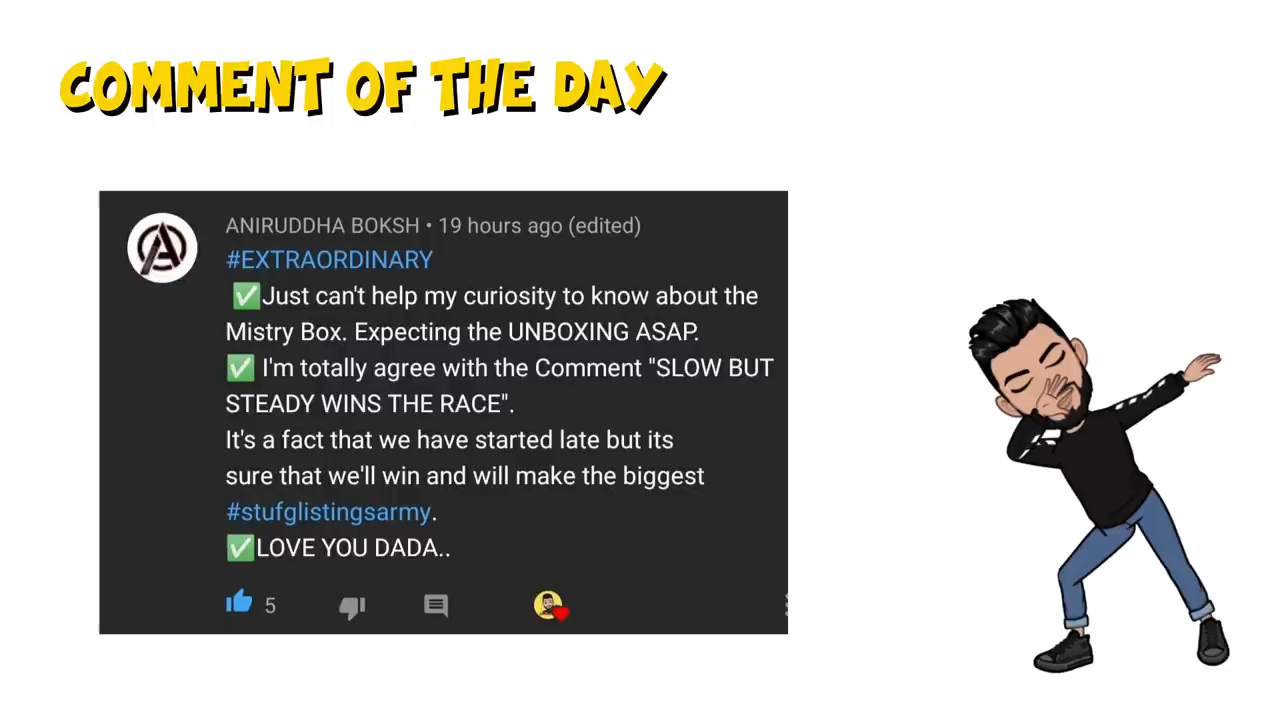 COMMENT OF THE DAY
ANIRUDDHA BOKSH • 19 hours ago (edited)
#EXTRAORDINARY
✅Just can't help my curiosity to know about the
Mistry Box. Expecting the UNBOXING ASAP.
✅ I'm totally agree with the Comment "SLOW BUT
STEADY WINS THE RACE".
It's a fact that we have started late but its
sure that we'll win and will make the biggest
#stufglistingsarmy.
✅LOVE YOU DADA..
5